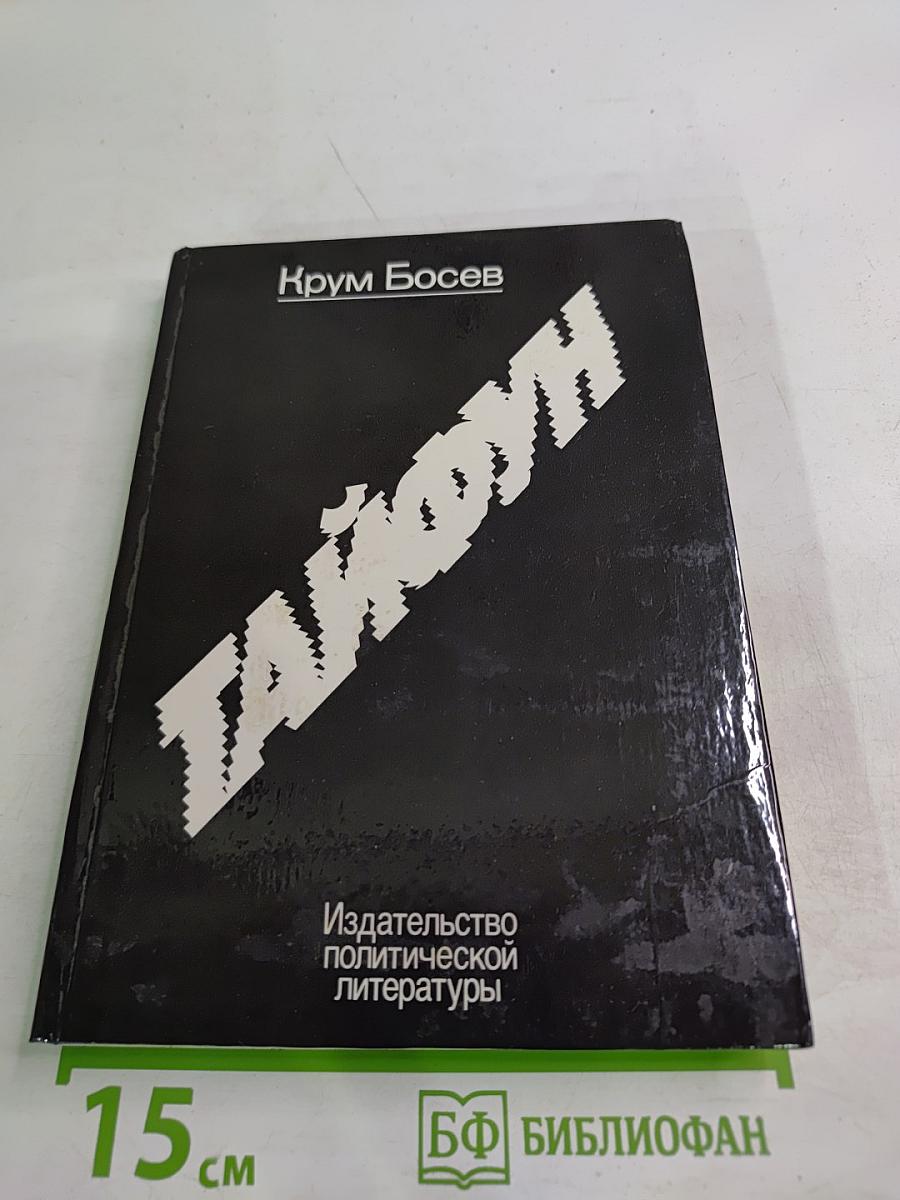 Крум Босев
ТАЙФУН
Издательство
политической
литературы
15 см
БФ БИБЛИОФАН